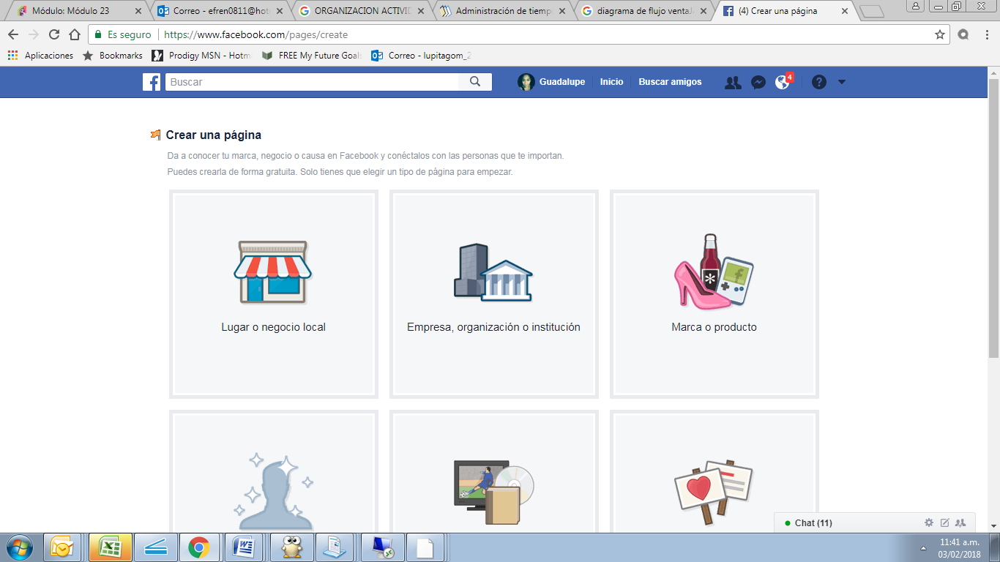 Módulo: Módulo 23
Correo - efren0811@hot
ORGANIZACION ACTIVID
Administración de tiemp
diagrama de flujo venta
(4) Crear una página
Es seguro
https://www.facebook.com/pages/create
Aplicaciones
Bookmarks
Prodigy MSN - Hotm
FREE My Future Goals
Correo - lupitagom_2
Buscar
Guadalupe
Inicio
Buscar amigos
4
Crear una página
Da a conocer tu marca, negocio o causa en Facebook y conéctalos con las personas que te importan.
Puedes crearla de forma gratuita. Solo tienes que elegir un tipo de página para empezar.
Lugar o negocio local
Empresa, organización o institución
Marca o producto
Chat (11)
11:41 a.m.
03/02/2018